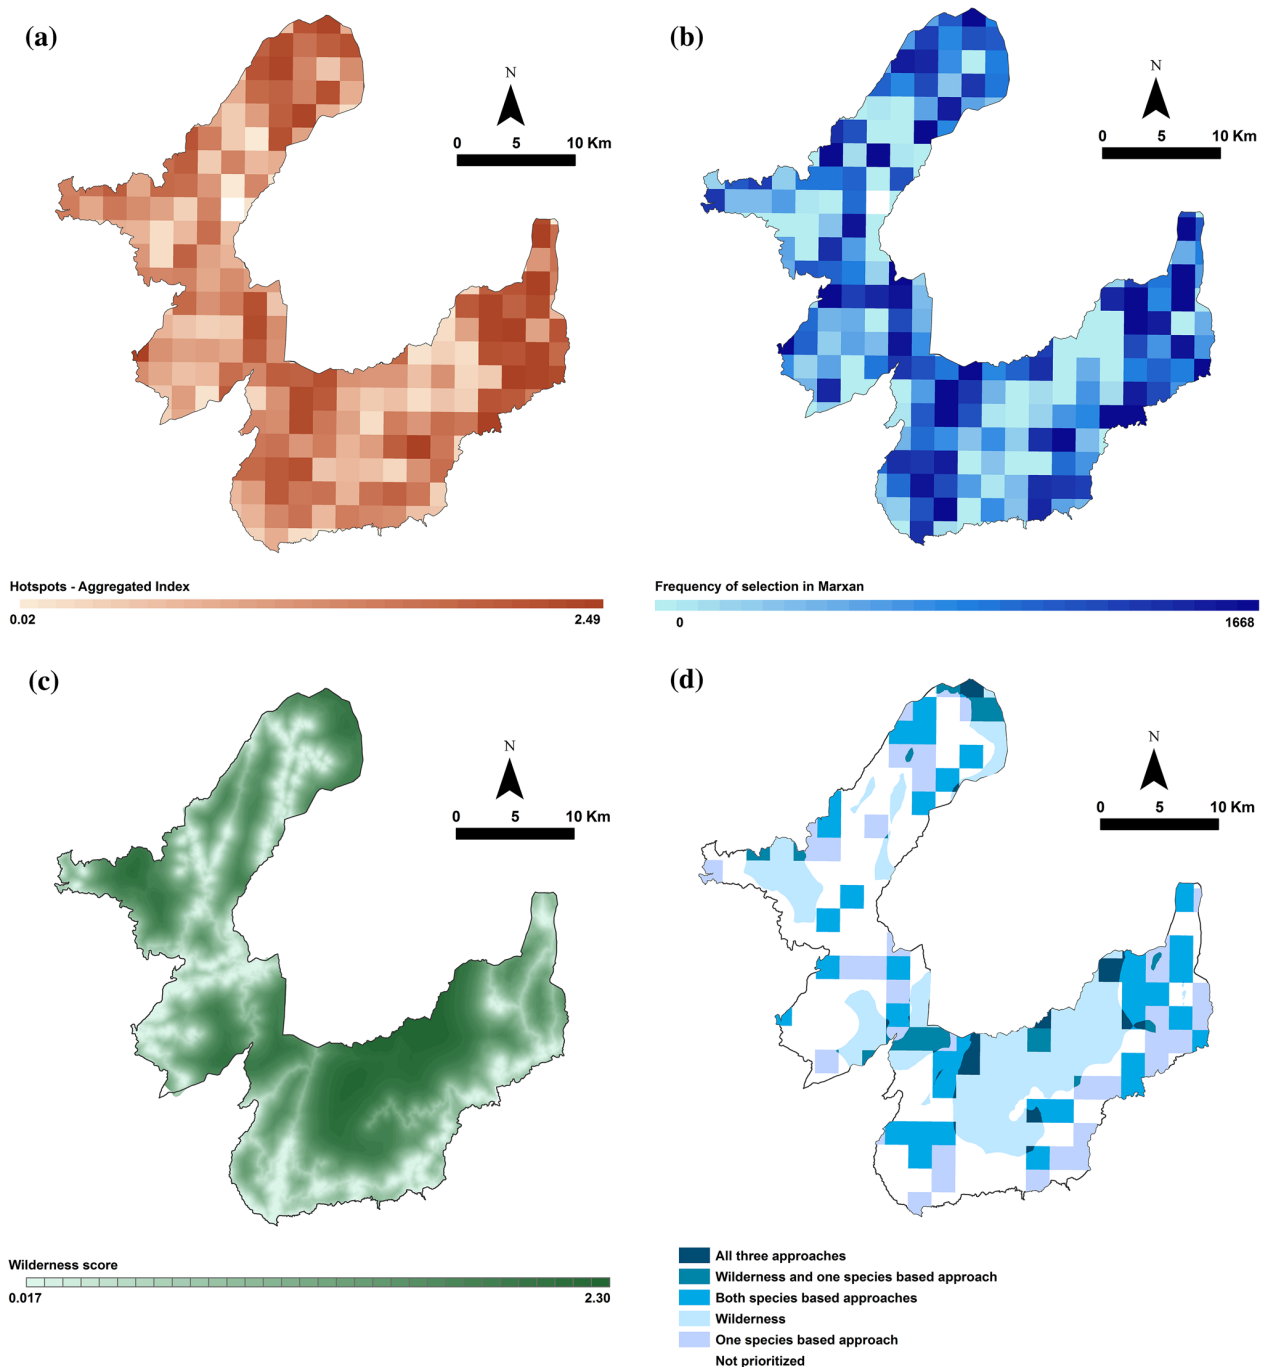 (a)
N
0 5 10 Km
Hotspots - Aggregated Index
0.02 2.49
(b)
N
0 5 10 Km
Frequency of selection in Marxan
0 1668
(c)
N
0 5 10 Km
Wilderness score
0.017 2.30
(d)
N
0 5 10 Km
All three approaches
Wilderness and one species based approach
Both species based approaches
Wilderness
One species based approach
Not prioritized